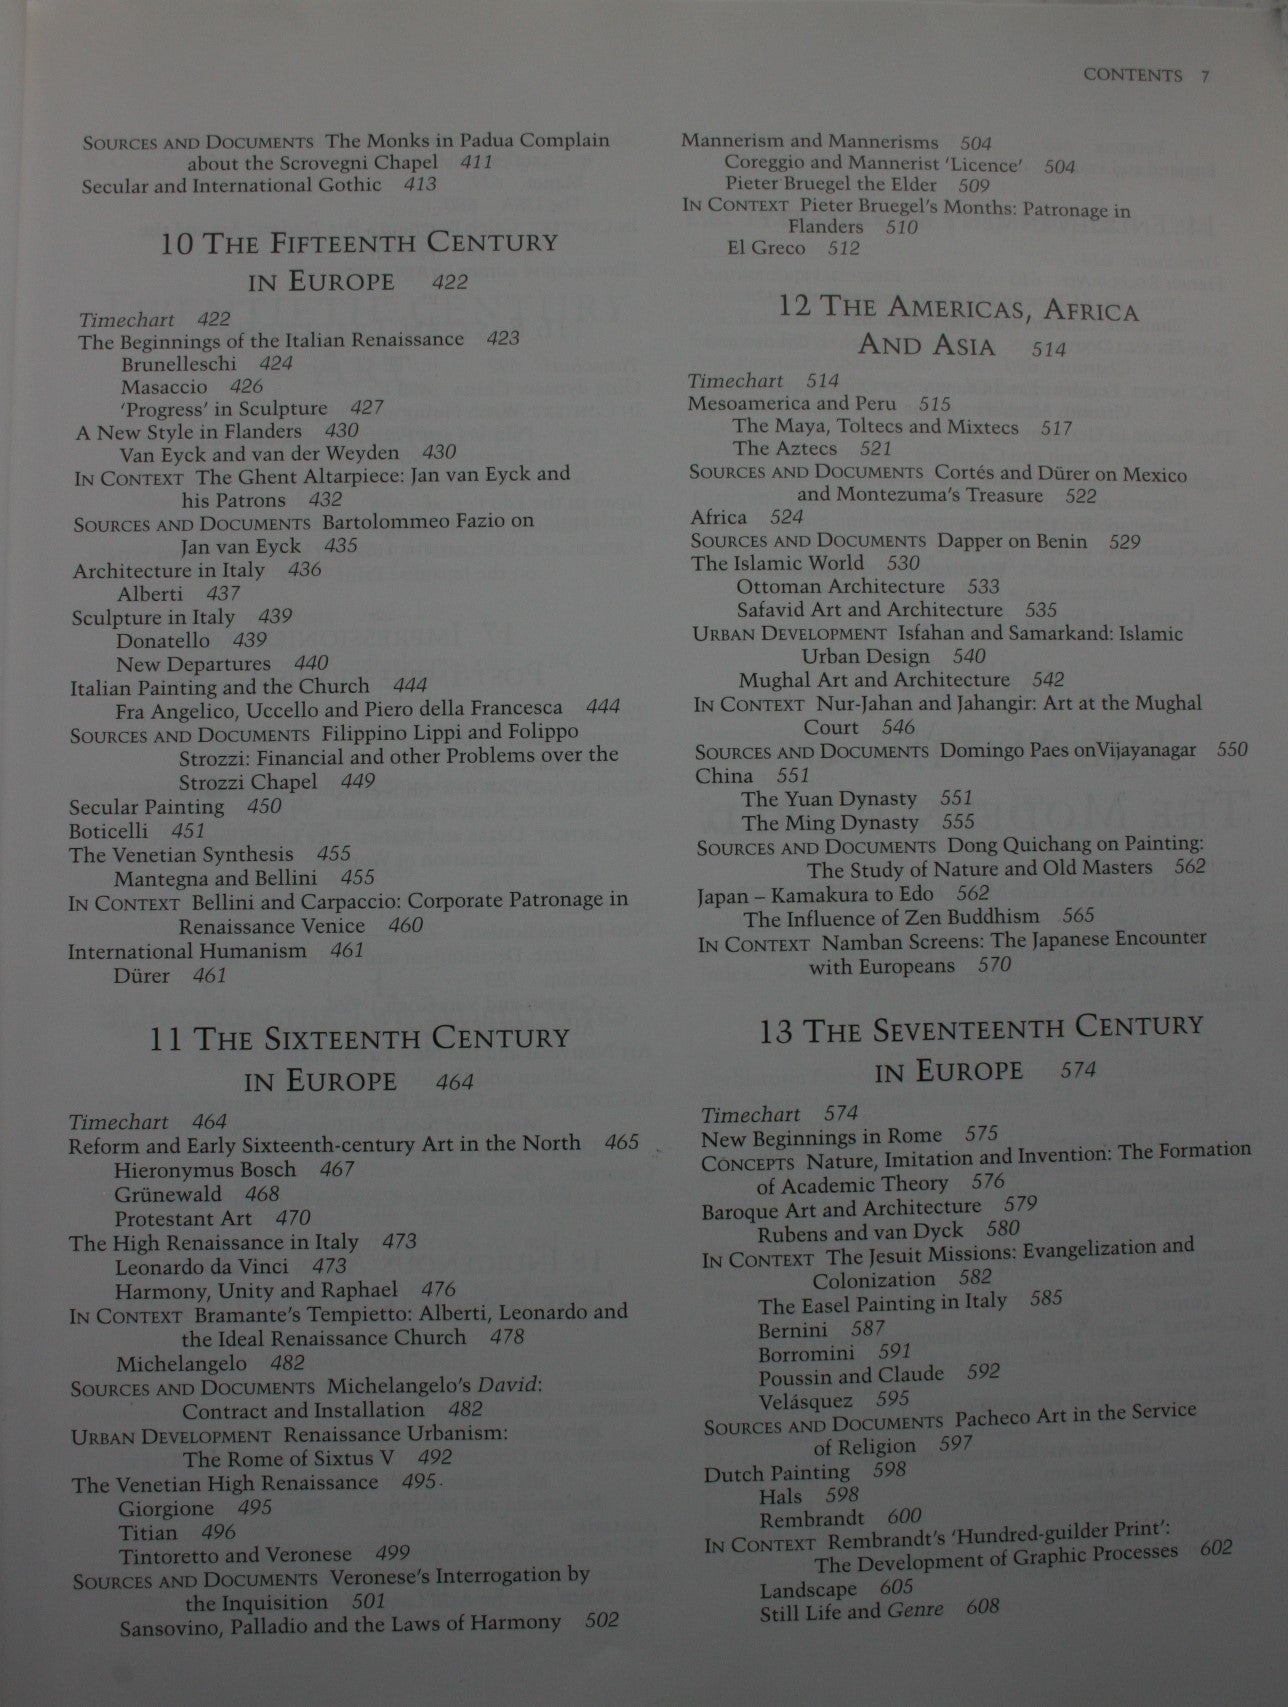 CONTENTS 7
SOURCES AND DOCUMENTS The Monks in Padua Complain
about the Scrovegni Chapel 411
Secular and International Gothic 413
10 THE FIFTEENTH CENTURY
IN EUROPE 422
Timechart 422
The Beginnings of the Italian Renaissance 423
Brunelleschi 424
Masaccio 426
'Progress' in Sculpture 427
A New Style in Flanders 430
Van Eyck and van der Weyden 430
IN CONTEXT The Ghent Altarpiece: Jan van Eyck and
his Patrons 432
SOURCES AND DOCUMENTS Bartolommeo Fazio on
Jan van Eyck 435
Architecture in Italy 436
Alberti 437
Sculpture in Italy 439
Donatello 439
New Departures 440
Italian Painting and the Church 444
Fra Angelico, Uccello and Piero della Francesca 444
SOURCES AND DOCUMENTS Filippino Lippi and Folippo
Strozzi: Financial and other Problems over the
Strozzi Chapel 449
Secular Painting 450
Boticelli 451
The Venetian Synthesis 455
Mantegna and Bellini 455
IN CONTEXT Bellini and Carpaccio: Corporate Patronage in
Renaissance Venice 460
International Humanism 461
Dürer 461
11 THE SIXTEENTH CENTURY
IN EUROPE 464
Timechart 464
Reform and Early Sixteenth-century Art in the North 465
Hieronymus Bosch 467
Grünewald 468
Protestant Art 470
The High Renaissance in Italy 473
Leonardo da Vinci 473
Harmony, Unity and Raphael 476
IN CONTEXT Bramante's Tempietto: Alberti, Leonardo and
the Ideal Renaissance Church 478
Michelangelo 482
SOURCES AND DOCUMENTS Michelangelo's David:
Contract and Installation 482
URBAN DEVELOPMENT Renaissance Urbanism:
The Rome of Sixtus V 492
The Venetian High Renaissance 495
Giorgione 495
Titian 496
Tintoretto and Veronese 499
SOURCES AND DOCUMENTS Veronese's Interrogation by
the Inquisition 501
Sansovino, Palladio and the Laws of Harmony 502
Mannerism and Mannerisms 504
Coreggio and Mannerist 'Licence' 504
Pieter Bruegel the Elder 509
IN CONTEXT Pieter Bruegel's Months: Patronage in
Flanders 510
El Greco 512
12 THE AMERICAS, AFRICA
AND ASIA 514
Timechart 514
Mesoamerica and Peru 515
The Maya, Toltecs and Mixtecs 517
The Aztecs 521
SOURCES AND DOCUMENTS Cortés and Dürer on Mexico
and Montezuma's Treasure 522
Africa 524
SOURCES AND DOCUMENTS Dapper on Benin 529
The Islamic World 530
Ottoman Architecture 533
Safavid Art and Architecture 535
URBAN DEVELOPMENT Isfahan and Samarkand: Islamic
Urban Design 540
Mughal Art and Architecture 542
IN CONTEXT Nur-Jahan and Jahangir: Art at the Mughal
Court 546
SOURCES AND DOCUMENTS Domingo Paes onVijayanagar 550
China 551
The Yuan Dynasty 551
The Ming Dynasty 555
SOURCES AND DOCUMENTS Dong Quichang on Painting:
The Study of Nature and Old Masters 562
Japan – Kamakura to Edo 562
The Influence of Zen Buddhism 565
IN CONTEXT Namban Screens: The Japanese Encounter
with Europeans 570
13 THE SEVENTEENTH CENTURY
IN EUROPE 574
Timechart 574
New Beginnings in Rome 575
CONCEPTS Nature, Imitation and Invention: The Formation
of Academic Theory 576
Baroque Art and Architecture 579
Rubens and van Dyck 580
IN CONTEXT The Jesuit Missions: Evangelization and
Colonization 582
The Easel Painting in Italy 585
Bernini 587
Borromini 591
Poussin and Claude 592
Velásquez 595
SOURCES AND DOCUMENTS Pacheco Art in the Service
of Religion 597
Dutch Painting 598
Hals 598
Rembrandt 600
IN CONTEXT Rembrandt's 'Hundred-guilder Print':
The Development of Graphic Processes 602
Landscape 605
Still Life and Genre 608